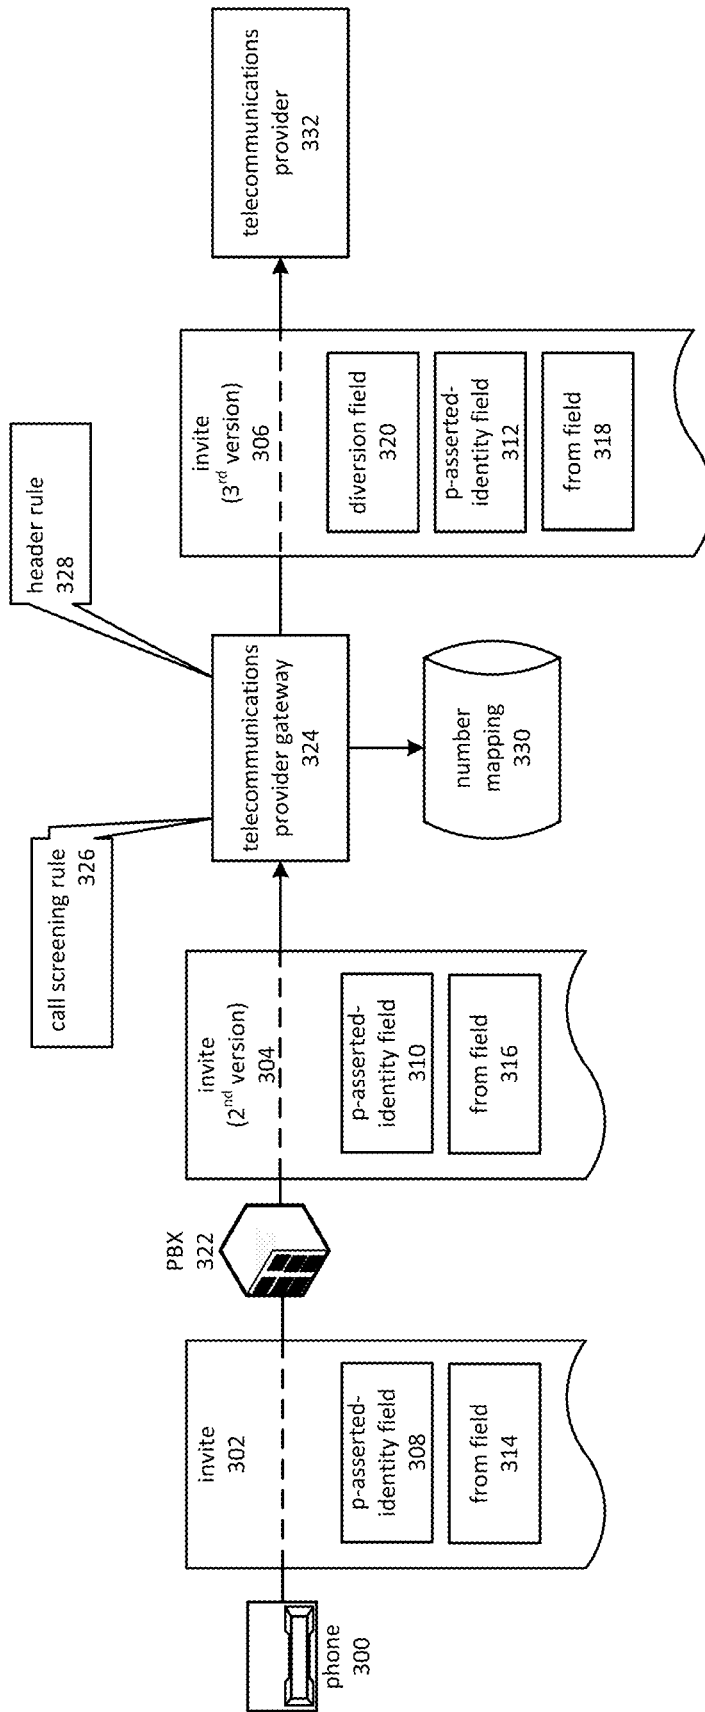 phone
300
invite
302
p-asserted-
identity field
308
from field
314
PBX
322
invite
(2nd version)
304
p-asserted-
identity field
310
from field
316
call screening rule
326
header rule
328
telecommunications
provider gateway
324
number
mapping
330
invite
(3rd version)
306
diversion field
320
p-asserted-
identity field
312
from field
318
telecommunications
provider
332